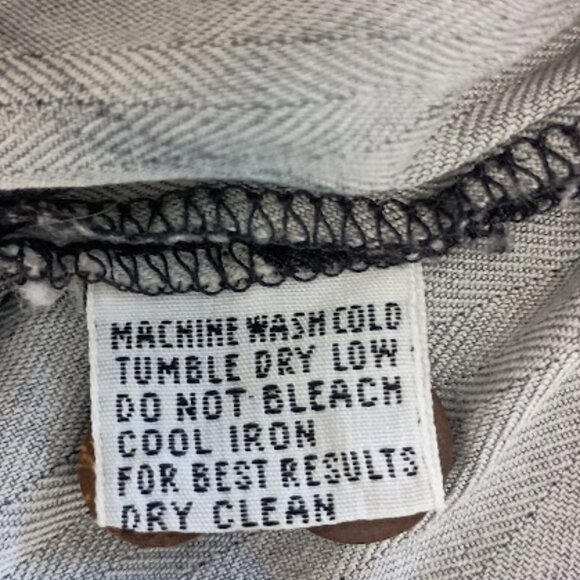 MACHINE WASH COLD
TUMBLE DRY LOW
DO NOT BLEACH
COOL IRON
FOR BEST RESULTS
DRY CLEAN